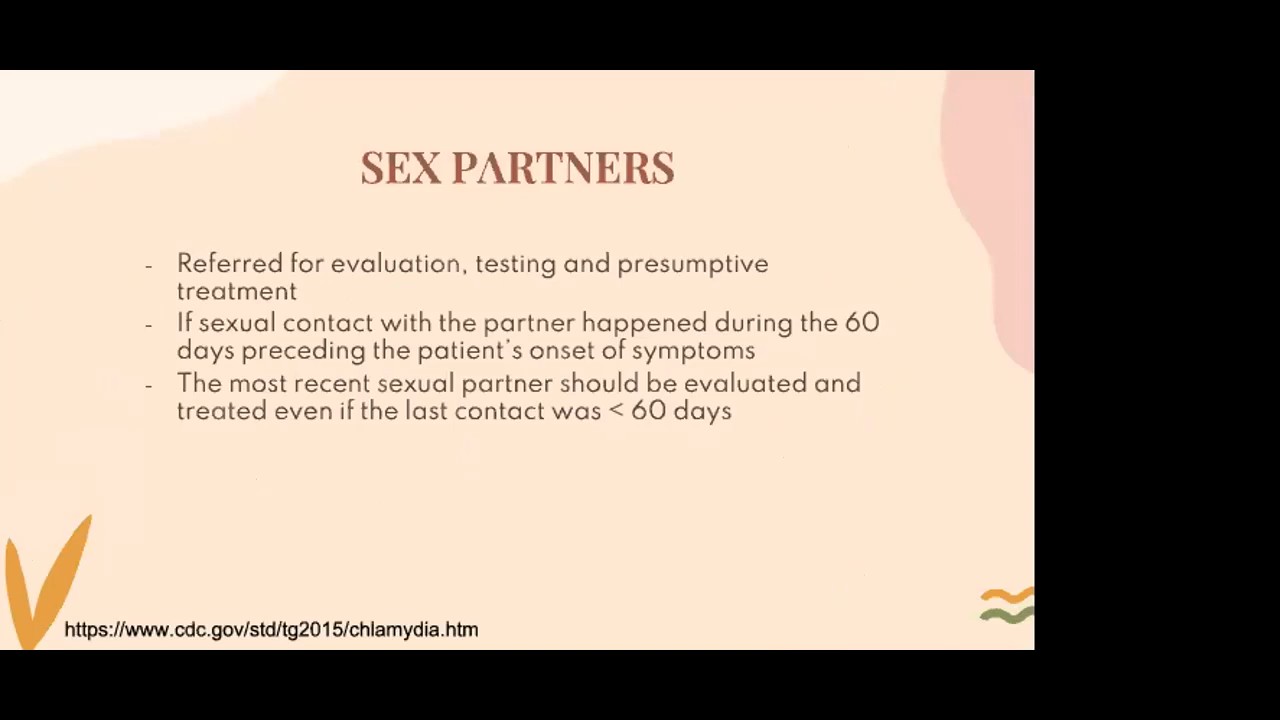 SEX PARTNERS
- Referred for evaluation, testing and presumptive
treatment
- If sexual contact with the partner happened during the 60
days preceding the patient's onset of symptoms
- The most recent sexual partner should be evaluated and
treated even if the last contact was < 60 days
https://www.cdc.gov/std/tg2015/chlamydia.htm